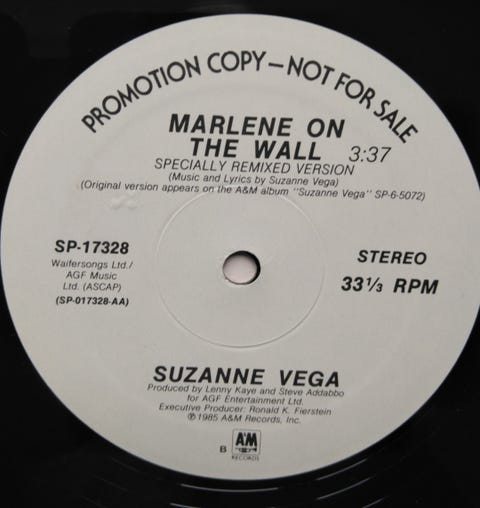 PROMOTION COPY—NOT FOR SALE
MARLENE ON
THE WALL 3:37
SPECIALLY REMIXED VERSION
(Music and Lyrics by Suzanne Vega)
(Original version appears on the A&M album "Suzanne Vega" SP-6-5072)
SP-17328
Waifersongs Ltd./
AGF Music
Ltd. (ASCAP)
(SP-017328-AA)
STEREO
33 1/3 RPM
SUZANNE VEGA
Produced by Lenny Kaye and Steve Addabbo
for AGF Entertainment Ltd.
Executive Producer: Ronald K. Fierstein
℗1985 A&M Records, Inc.
B
A&M
RECORDS